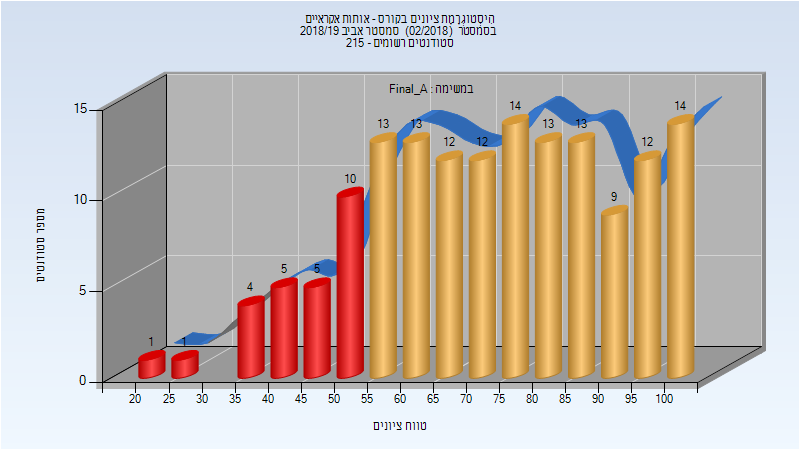 היסטוגרמת ציונים בקורס - אותות אקראיים
בסמסטר (02/2018) סמסטר אביב 2018/19
סטודנטים רשומים - 215
במשימה : Final_A
מספר סטודנטים
15
10
5
0
1 1 4 5 5 10 13 13 12 12 14 13 13 9 12 14
20 25 30 35 40 45 50 55 60 65 70 75 80 85 90 95 100
טווח ציונים